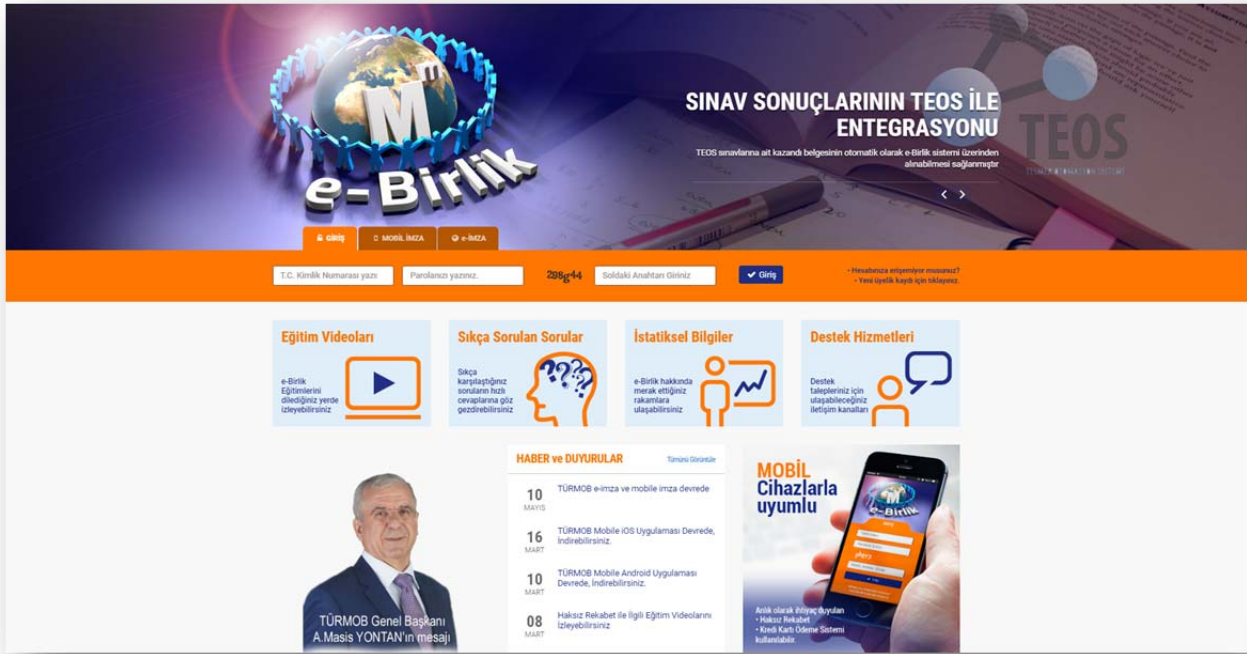 SINAV SONUÇLARININ TEOS İLE
ENTEGRASYONU
TEOS sınavlarına ait kazandı belgesinin otomatik olarak e-Birlik sistemi üzerinden
alınabilmesi sağlanmıştır
TEOS
M
m
e-Birlik
GİRİŞ
MOBİL İMZA
e-İMZA
T.C. Kimlik Numarası yazı
Parolanızı yazınız.
288g44
Soldaki Anahtarı Giriniz
Giriş
• Hesabınıza erişemiyor musunuz?
• Yeni üyelik kaydı için tıklayınız.
Eğitim Videoları
e-Birlik
Eğitimlerini
dilediğiniz yerde
izleyebilirsiniz
Sıkça Sorulan Sorular
Sıkça
karşılaştığınız
soruların hızlı
cevaplarına göz
gezdirebilirsiniz
????
İstatiksel Bilgiler
e-Birlik hakkında
merak ettiğiniz
rakamlara
ulaşabilirsiniz
Destek Hizmetleri
Destek
talepleriniz için
ulaşabileceğiniz
iletişim kanalları
TÜRMOB Genel Başkanı
A.Masis YONTAN'ın mesajı
HABER ve DUYURULAR
Tümünü Görüntüle
10
MAYIS
TÜRMOB e-imza ve mobile imza devrede
16
MART
TÜRMOB Mobile iOS Uygulaması Devrede,
İndirebilirsiniz.
10
MART
TÜRMOB Mobile Android Uygulaması
Devrede, İndirebilirsiniz.
08
MART
Haksız Rekabet ile İlgili Eğitim Videolarını
İzleyebilirsiniz
MOBİL
Cihazlarla
uyumlu
e-Birlik
Anlık olarak ihtiyaç duyulan
• Haksız Rekabet
• Kredi Kartı Ödeme Sistemi
kullanılabilir.